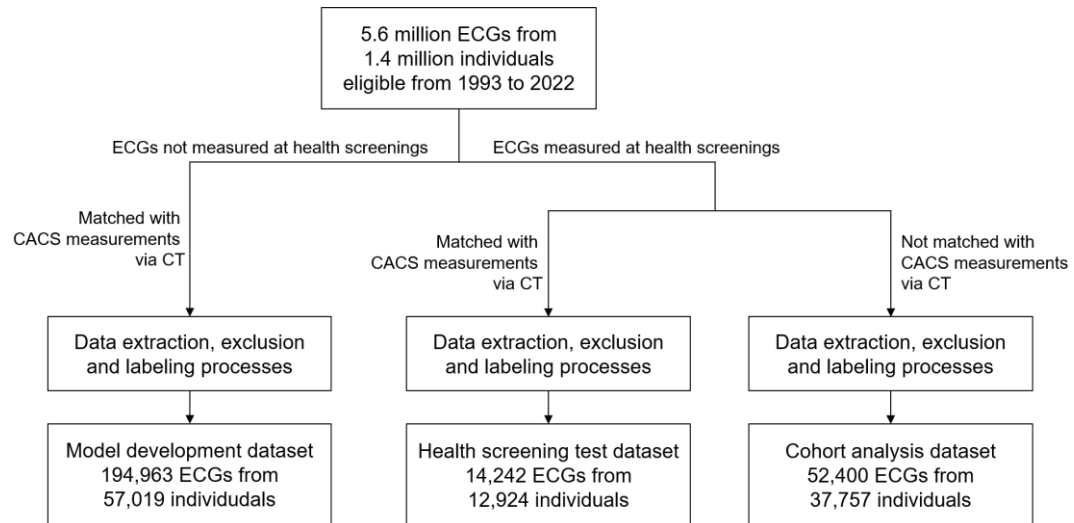 5.6 million ECGs from
1.4 million individuals
eligible from 1993 to 2022
ECGs not measured at health screenings
ECGs measured at health screenings
Matched with
CACS measurements
via CT
Matched with
CACS measurements
via CT
Not matched with
CACS measurements
via CT
Data extraction, exclusion
and labeling processes
Data extraction, exclusion
and labeling processes
Data extraction, exclusion
and labeling processes
Model development dataset
194,963 ECGs from
57,019 individudals
Health screening test dataset
14,242 ECGs from
12,924 individuals
Cohort analysis dataset
52,400 ECGs from
37,757 individuals